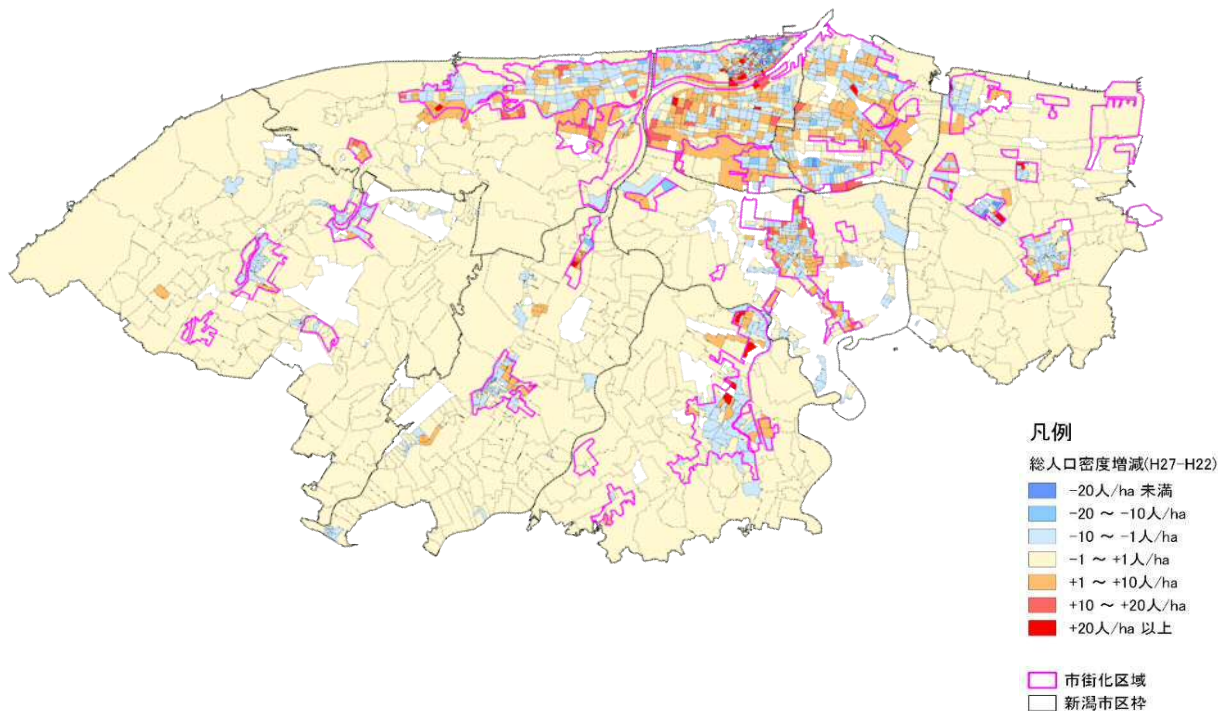 凡例
総人口密度増減(H27-H22)
-20人/ha 未満
-20 ～ -10人/ha
-10 ～ -1人/ha
-1 ～ +1人/ha
+1 ～ +10人/ha
+10 ～ +20人/ha
+20人/ha 以上
市街化区域
新潟市区枠